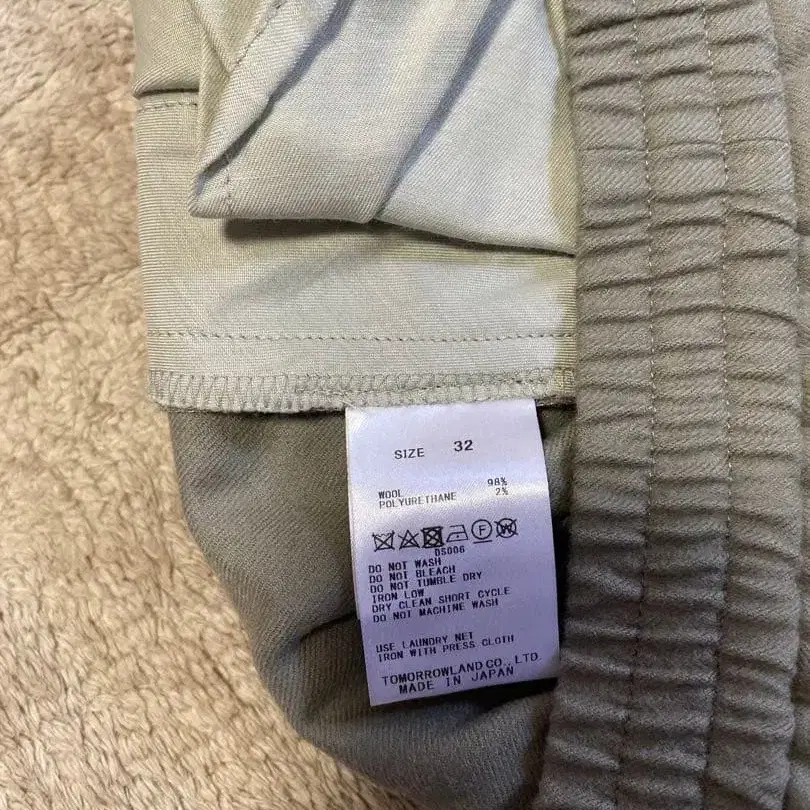 SIZE 32
WOOL 98%
POLYURETHANE 2%
DS006
DO NOT WASH
DO NOT BLEACH
DO NOT TUMBLE DRY
IRON LOW
DRY CLEAN SHORT CYCLE
DO NOT MACHINE WASH
USE LAUNDRY NET
IRON WITH PRESS CLOTH
TOMORROWLAND CO., LTD.
MADE IN JAPAN